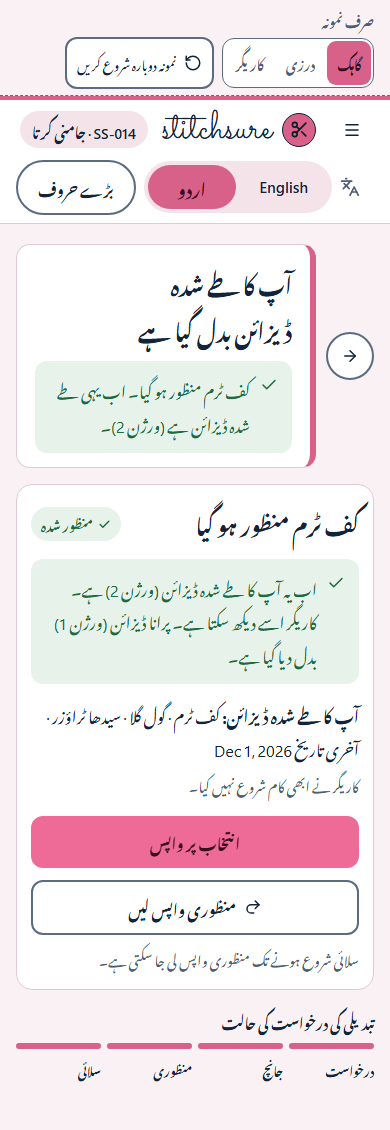 صرف نمونہ
گاہک درزی کاریگر نمونہ دوبارہ شروع کریں
stitchsure SS-014 · جامنی کرتا
English اردو بڑے حروف
آپ کا طے شدہ
ڈیزائن بدل گیا ہے
کف ٹرم منظور ہو گیا۔ اب یہی طے
شدہ ڈیزائن ہے (ورژن 2)۔
کف ٹرم منظور ہو گیا منظور شدہ
اب یہ آپ کا طے شدہ ڈیزائن (ورژن 2) ہے۔
کاریگر اسے دیکھ سکتا ہے۔ پرانا ڈیزائن (ورژن 1)
بدل دیا گیا ہے۔
آپ کا طے شدہ ڈیزائن: کف ٹرم · گول گلا · سیدھا ٹراؤزر ·
آخری تاریخ Dec 1, 2026
کاریگر نے ابھی کام شروع نہیں کیا۔
انتخاب پر واپس
منظوری واپس لیں
سلائی شروع ہونے تک منظوری واپس لی جا سکتی ہے۔
تبدیلی کی درخواست کی حالت
درخواست جانچ منظوری سلائی